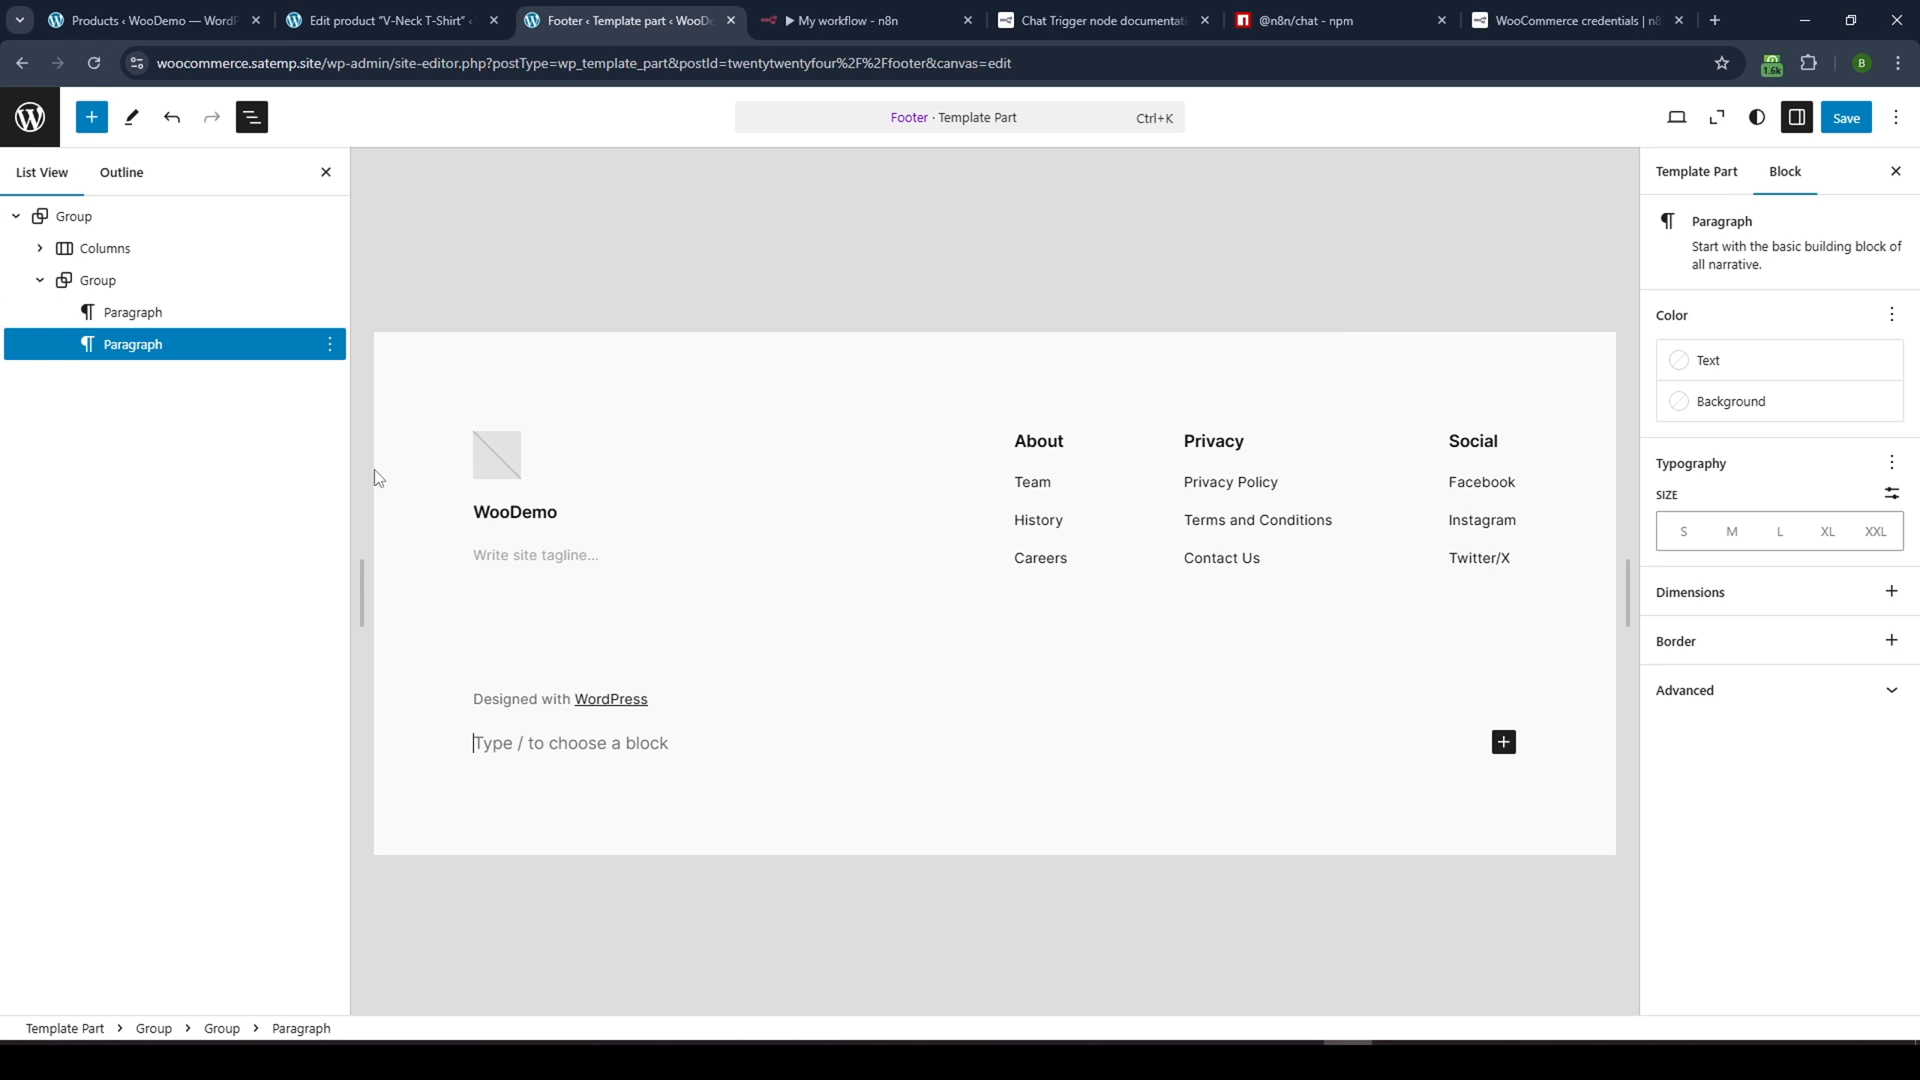 Products ‹ WooDemo — WordP
Edit product "V-Neck T-Shirt" ‹
Footer ‹ Template part ‹ WooDe
▶ My workflow - n8n
Chat Trigger node documentati
@n8n/chat - npm
WooCommerce credentials | n8
woocommerce.satemp.site/wp-admin/site-editor.php?postType=wp_template_part&postId=twentytwentyfour%2F%2Ffooter&canvas=edit
1.6k
B
Footer · Template Part
Ctrl+K
Save
List View
Outline
Template Part
Block
Group
Columns
Group
Paragraph
Paragraph
Paragraph
Start with the basic building block of
all narrative.
Color
Text
Background
Typography
SIZE
S M L XL XXL
Dimensions
Border
Advanced
WooDemo
Write site tagline...
About
Team
History
Careers
Privacy
Privacy Policy
Terms and Conditions
Contact Us
Social
Facebook
Instagram
Twitter/X
Designed with WordPress
Type / to choose a block
Template Part > Group > Group > Paragraph